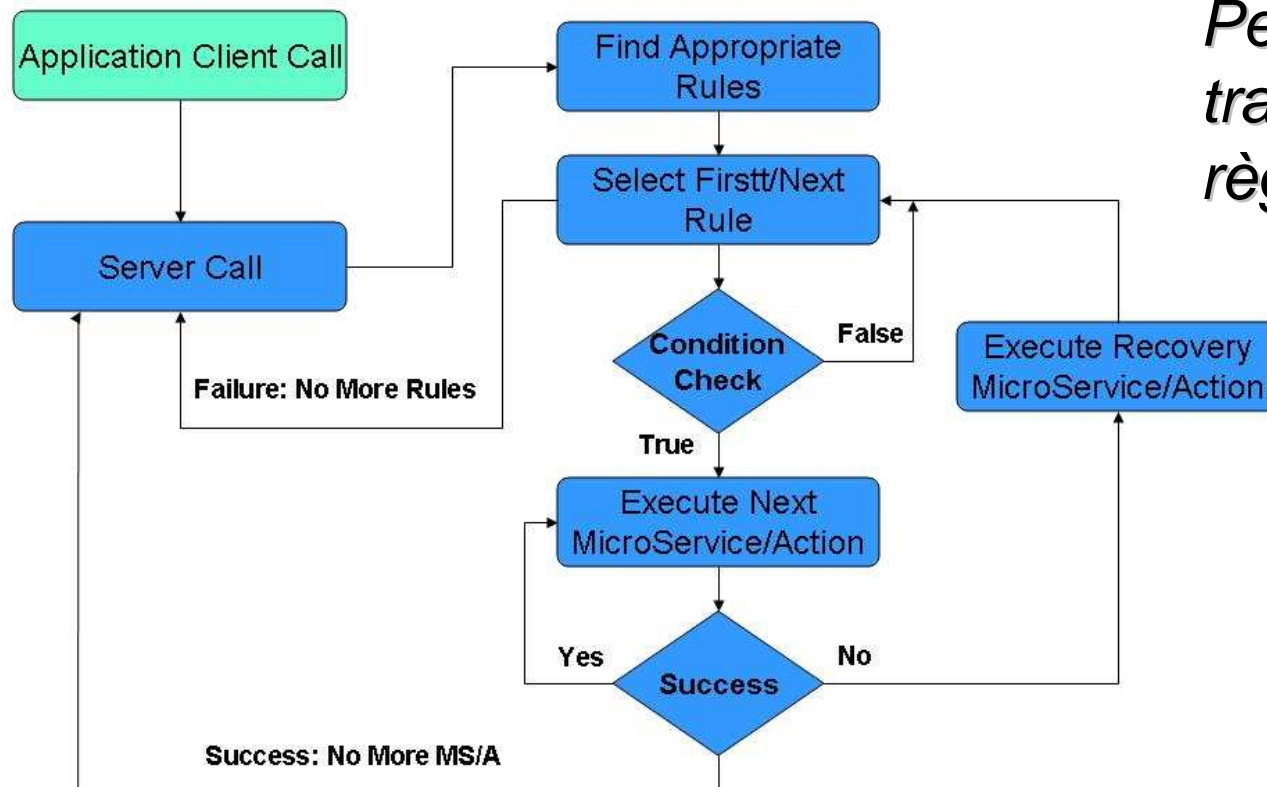 Application Client Call
Find Appropriate
Rules
Select Firstt/Next
Rule
Server Call
Condition
Check
False
Execute Recovery
MicroService/Action
Failure: No More Rules
True
Execute Next
MicroService/Action
Yes
No
Success
Success: No More MS/A